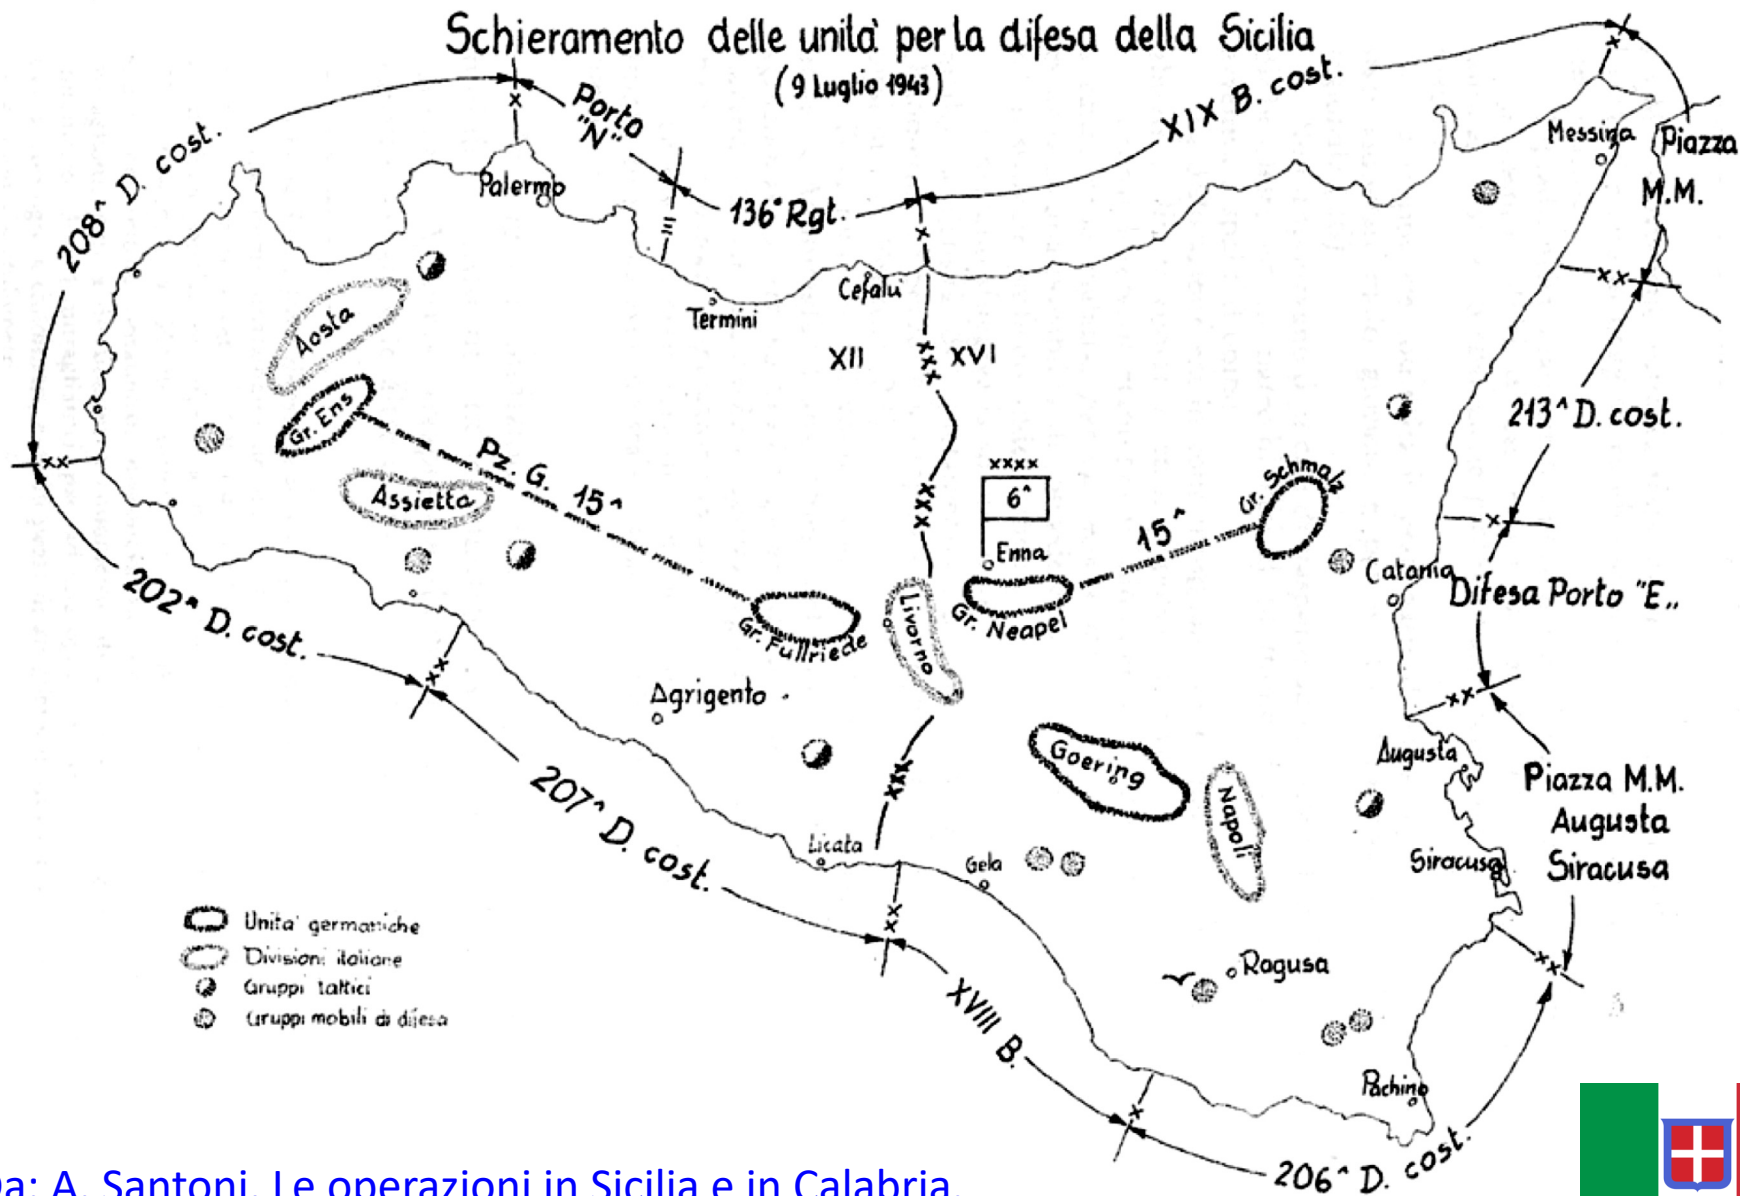 Schieramento delle unità per la difesa della Sicilia
(9 Luglio 1943)
208^ D. cost.
Porto
"N"
136° Rgt.
XIX B. cost.
Messina
Piazza
M.M.
Palermo
Termini
Cefalù
Aosta
Gr. Ens
Pz. G. 15^
Assietta
XII
XVI
xxxx
6^
Enna
15^
Gr. Schmalz
213^ D. cost.
Catania
Difesa Porto "E"
202^ D. cost.
Gr. Fullriede
Livorno
Gr. Neapel
Agrigento
Goering
Napoli
Augusta
Piazza M.M.
Augusta
Siracusa
Siracusa
207^ D. cost.
Licata
Gela
Ragusa
Pachino
XVIII B.
206^ D. cost.
Unità germaniche
Divisioni italiane
Gruppi tattici
Gruppi mobili di difesa
Da: A. Santoni, Le operazioni in Sicilia e in Calabria,